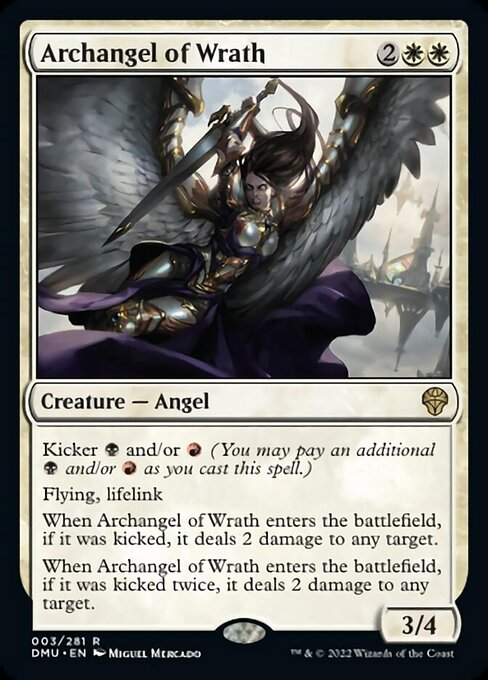 Archangel of Wrath 2
Creature — Angel
Kicker and/or (You may pay an additional
and/or as you cast this spell.)
Flying, lifelink
When Archangel of Wrath enters the battlefield,
if it was kicked, it deals 2 damage to any target.
When Archangel of Wrath enters the battlefield,
if it was kicked twice, it deals 2 damage to any
target.
3/4
003/281 R
DMU • EN Miguel Mercado
™ & © 2022 Wizards of the Coast